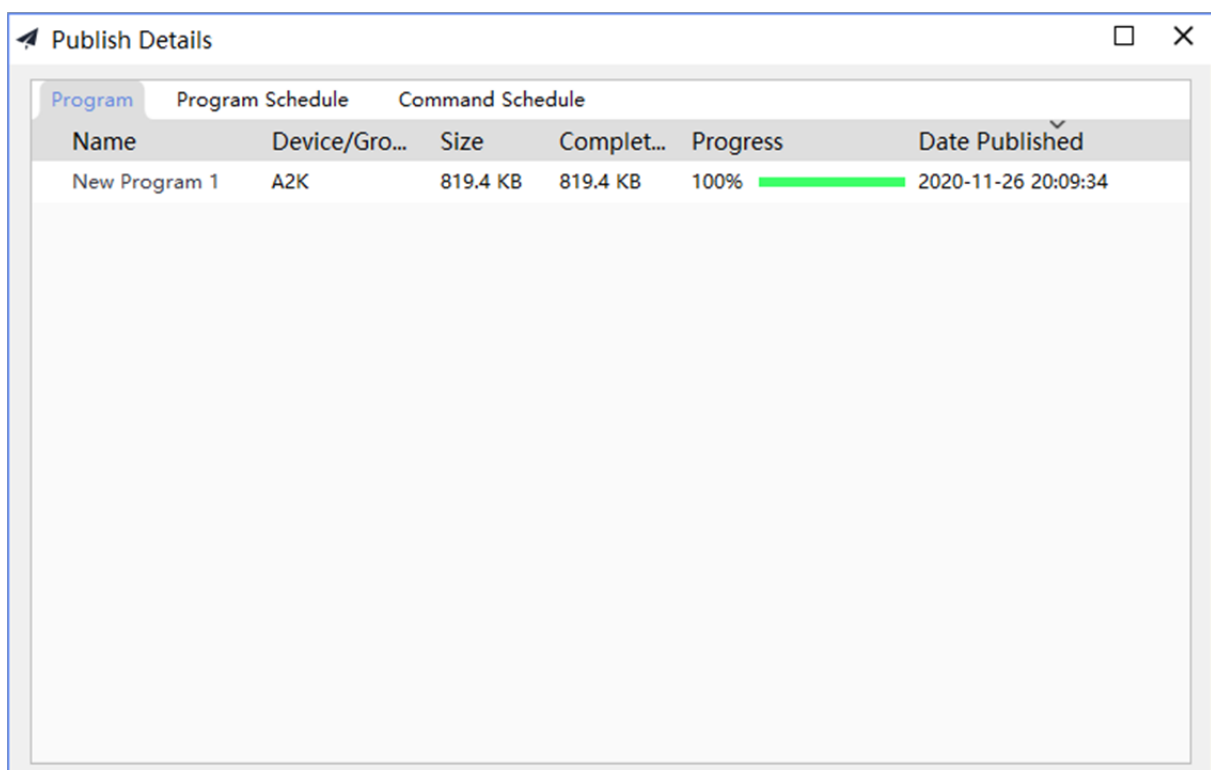 Publish Details
Program Program Schedule Command Schedule
Name Device/Gro... Size Complet... Progress Date Published
New Program 1 A2K 819.4 KB 819.4 KB 100% 2020-11-26 20:09:34